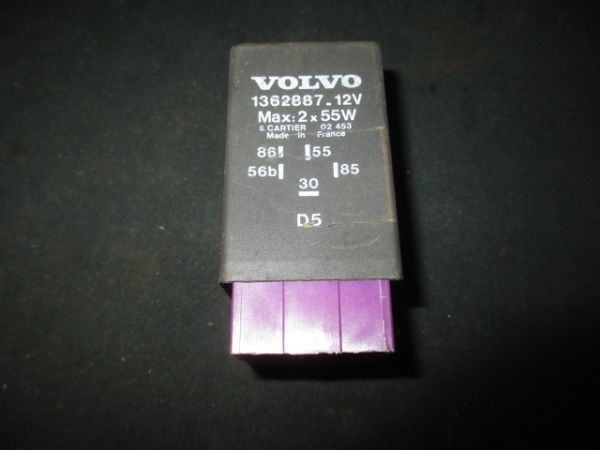 VOLVO
1362887-12V
Max: 2 x 55W
G. CARTIER 02 453
Made in France
86 55
56b 85
30
D5